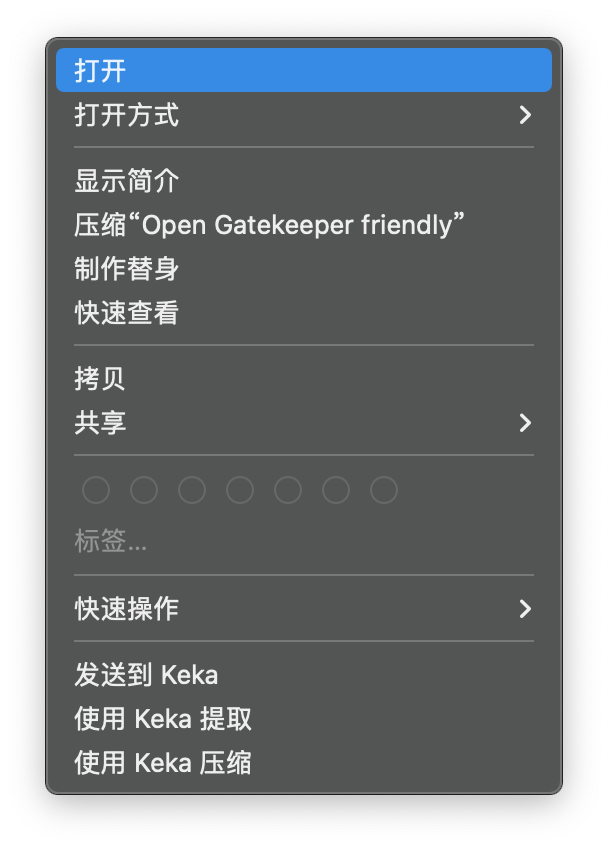 打开
打开方式
显示简介
压缩“Open Gatekeeper friendly”
制作替身
快速查看
拷贝
共享
标签...
快速操作
发送到 Keka
使用 Keka 提取
使用 Keka 压缩